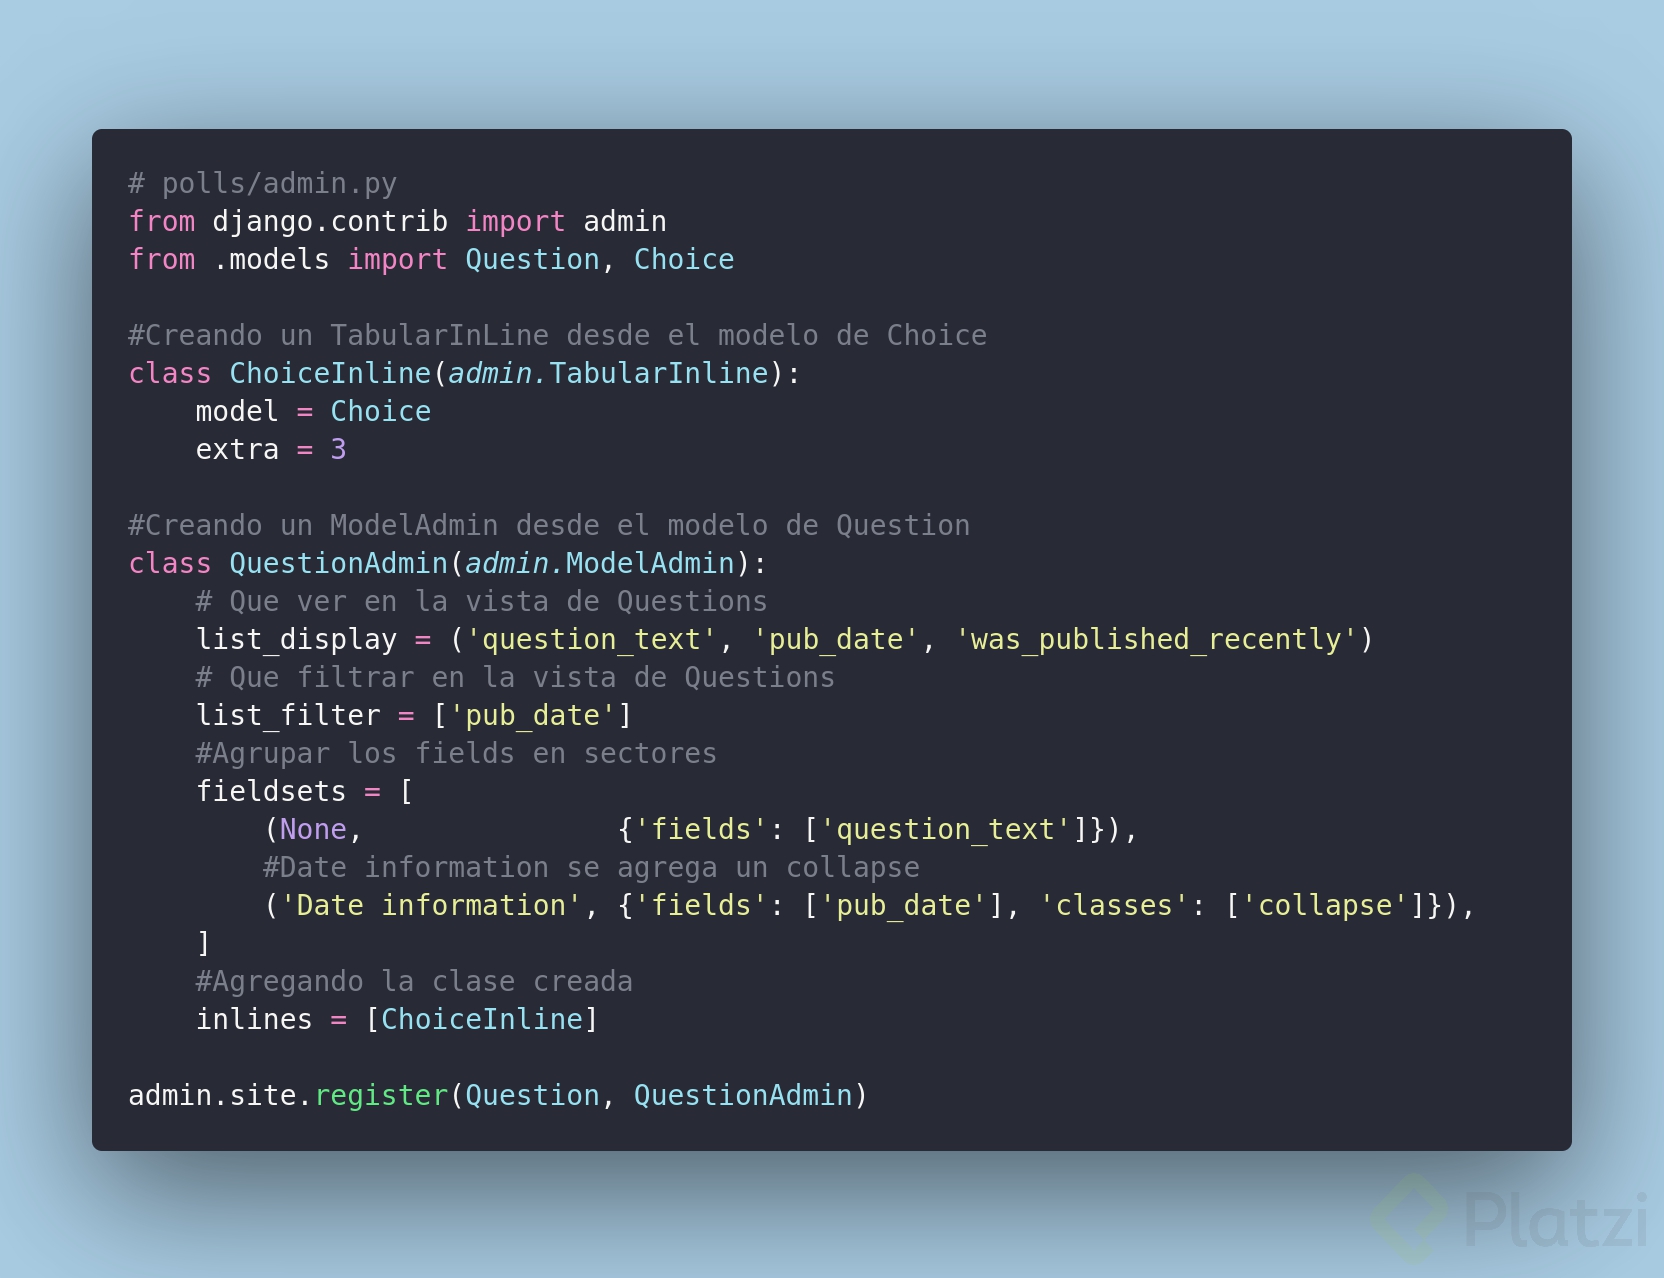 # polls/admin.py
from django.contrib import admin
from .models import Question, Choice

#Creando un TabularInLine desde el modelo de Choice
class ChoiceInline(admin.TabularInline):
    model = Choice
    extra = 3

#Creando un ModelAdmin desde el modelo de Question
class QuestionAdmin(admin.ModelAdmin):
    # Que ver en la vista de Questions
    list_display = ('question_text', 'pub_date', 'was_published_recently')
    # Que filtrar en la vista de Questions
    list_filter = ['pub_date']
    #Agrupar los fields en sectores
    fieldsets = [
        (None,               {'fields': ['question_text']}),
        #Date information se agrega un collapse
        ('Date information', {'fields': ['pub_date'], 'classes': ['collapse']}),
    ]
    #Agregando la clase creada
    inlines = [ChoiceInline]

admin.site.register(Question, QuestionAdmin)
Platzi